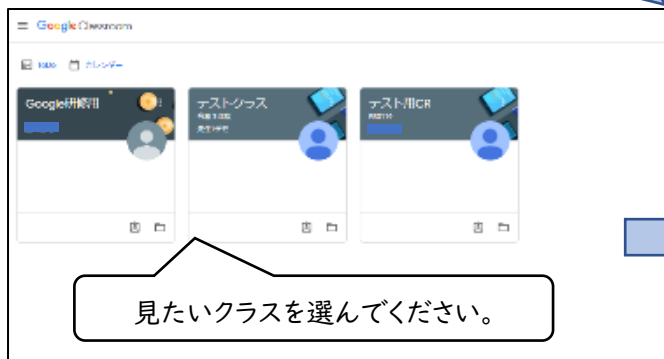 Google Classroom
ToDo カレンダー
Google研修用
テストクラス
テスト用CR
見たいクラスを選んでください。